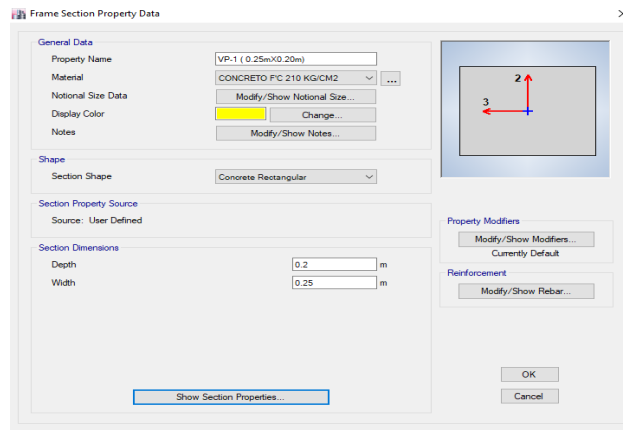 Frame Section Property Data
General Data
Property Name VP-1 ( 0.25mX0.20m)
Material CONCRETO F'C 210 KG/CM2 ...
Notional Size Data Modify/Show Notional Size...
Display Color Change...
Notes Modify/Show Notes...
2
3
Shape
Section Shape Concrete Rectangular
Section Property Source
Source: User Defined
Property Modifiers
Modify/Show Modifiers...
Currently Default
Section Dimensions
Depth 0.2 m
Width 0.25 m
Reinforcement
Modify/Show Rebar...
OK
Show Section Properties... Cancel